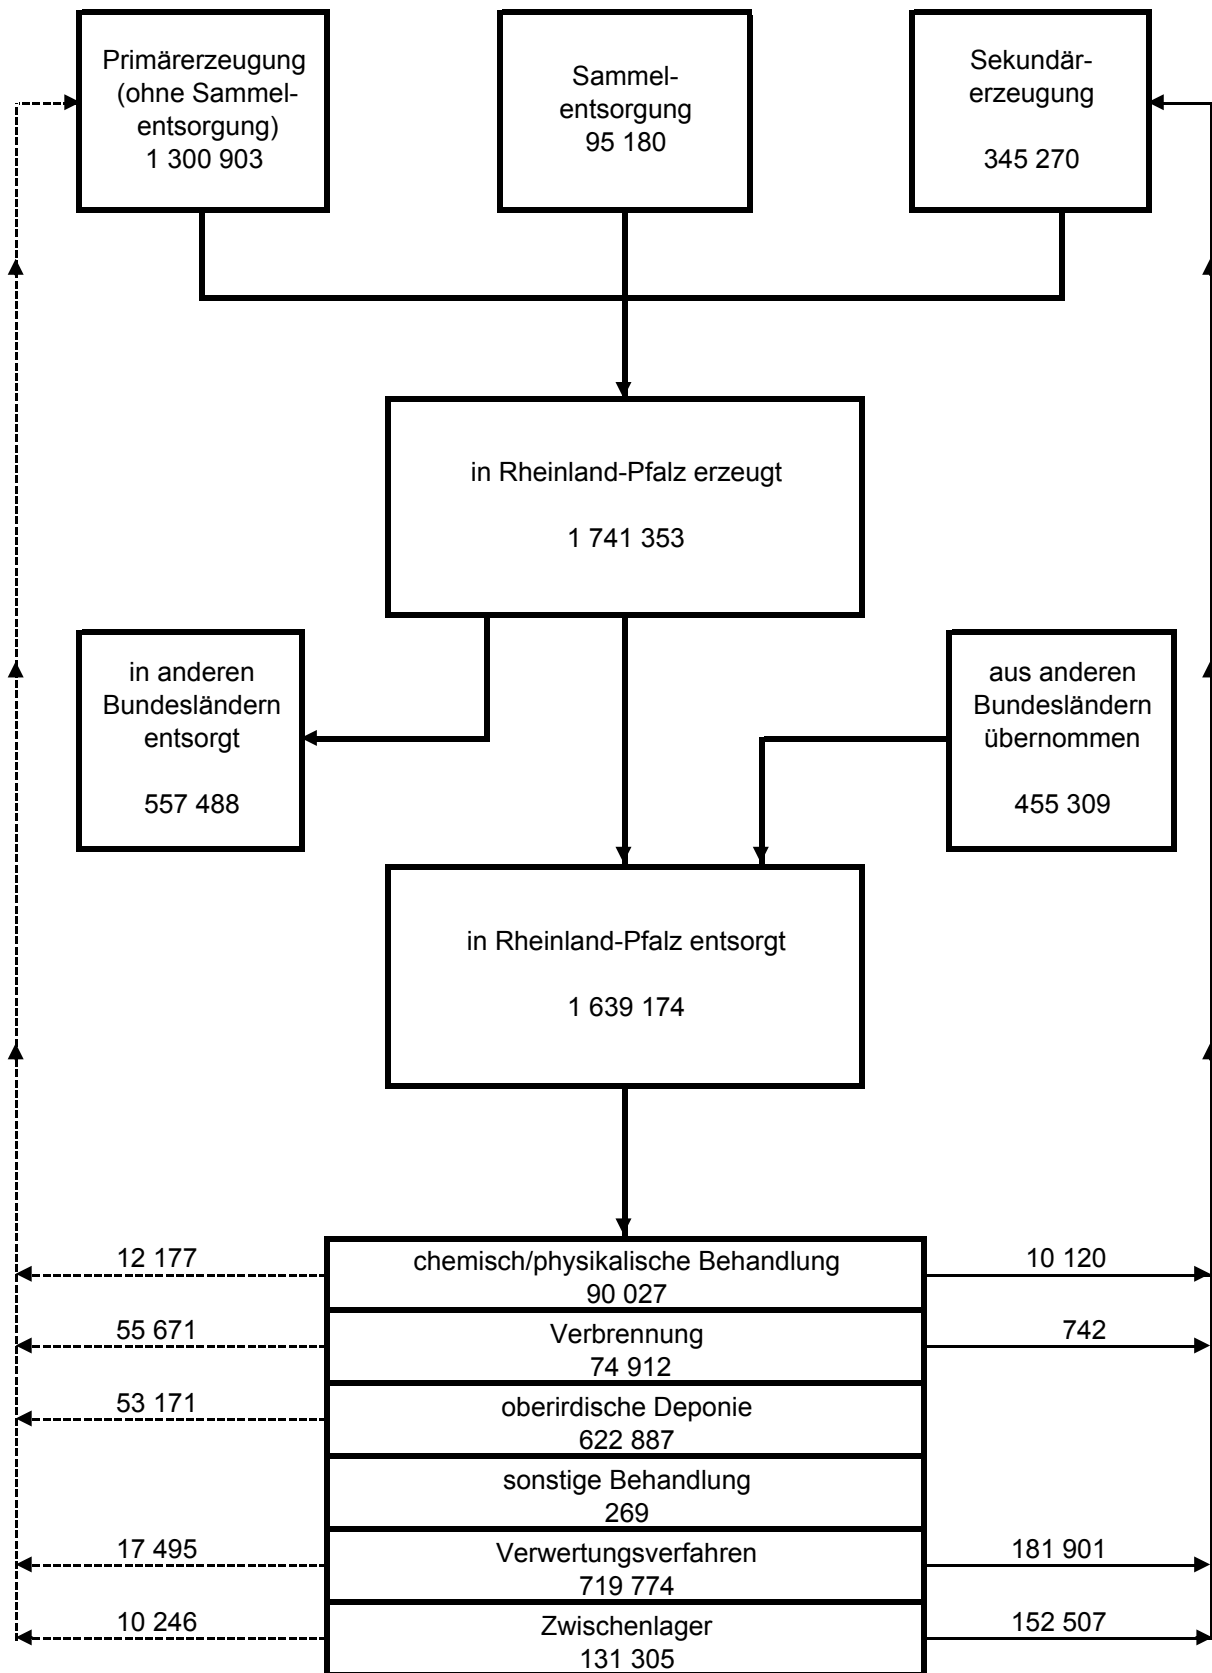 Primärerzeugung
(ohne Sammel-
entsorgung)
1 300 903
Sammel-
entsorgung
95 180
Sekundär-
erzeugung
345 270
in Rheinland-Pfalz erzeugt
1 741 353
in anderen
Bundesländern
entsorgt
557 488
aus anderen
Bundesländern
übernommen
455 309
in Rheinland-Pfalz entsorgt
1 639 174
12 177
chemisch/physikalische Behandlung
90 027
10 120
55 671
Verbrennung
74 912
742
53 171
oberirdische Deponie
622 887
sonstige Behandlung
269
17 495
Verwertungsverfahren
719 774
181 901
10 246
Zwischenlager
131 305
152 507